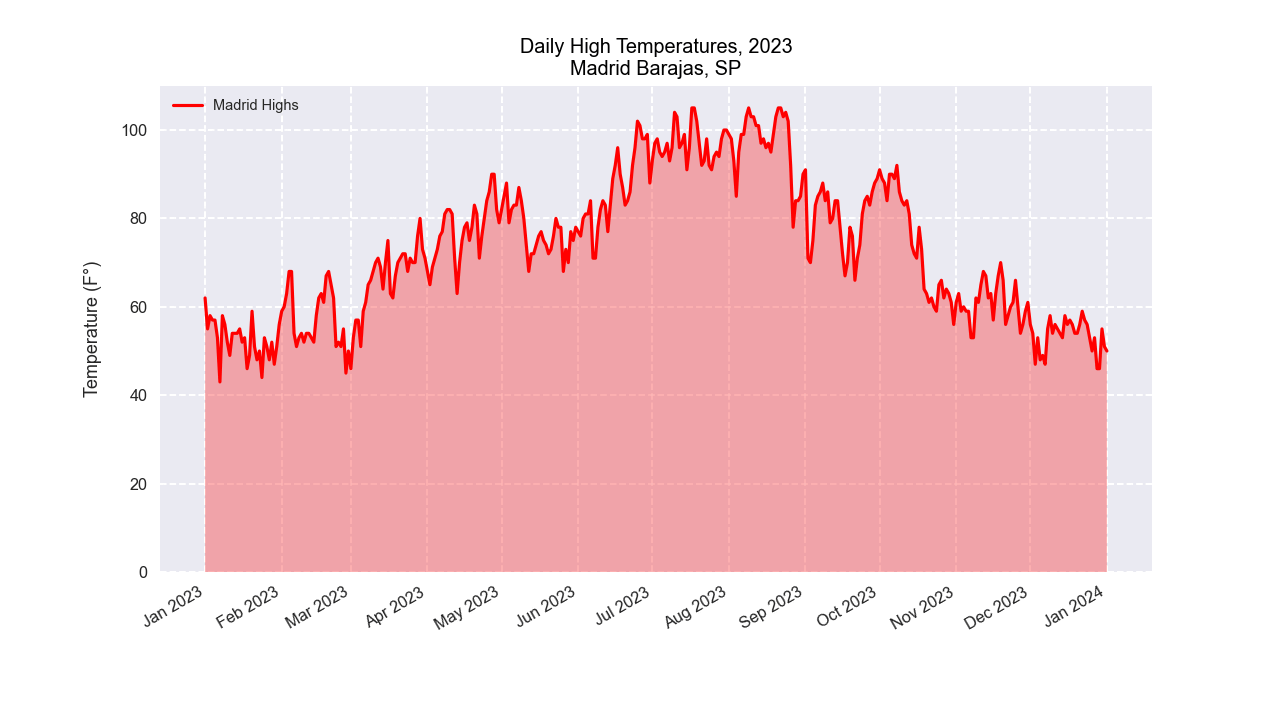 Daily High Temperatures, 2023
Madrid Barajas, SP
Madrid Highs
Temperature (F°)
100
80
60
40
20
0
Jan 2023
Feb 2023
Mar 2023
Apr 2023
May 2023
Jun 2023
Jul 2023
Aug 2023
Sep 2023
Oct 2023
Nov 2023
Dec 2023
Jan 2024